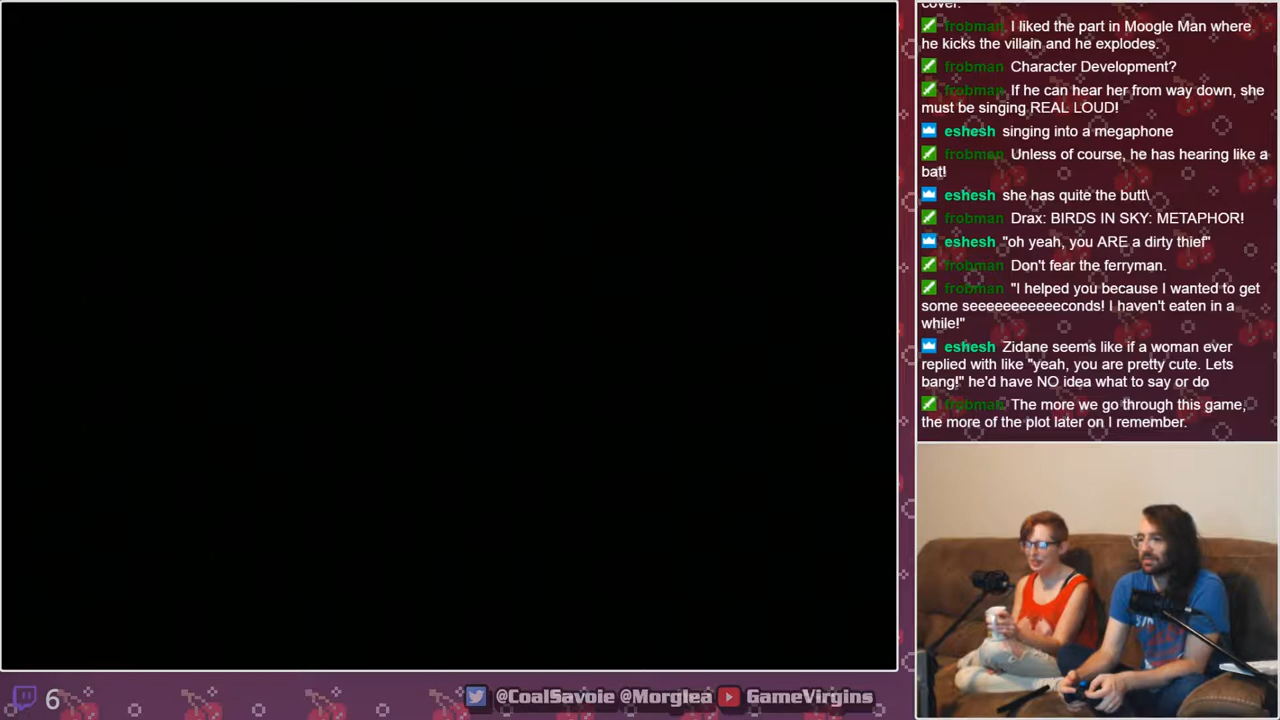 cover.
frobman I liked the part in Moogle Man where
he kicks the villain and he explodes.
frobman Character Development?
frobman If he can hear her from way down, she
must be singing REAL LOUD!
eshesh singing into a megaphone
frobman Unless of course, he has hearing like a
bat!
eshesh she has quite the butt\
frobman Drax: BIRDS IN SKY: METAPHOR!
eshesh "oh yeah, you ARE a dirty thief"
frobman Don't fear the ferryman.
frobman "I helped you because I wanted to get
some seeeeeeeeeeconds! I haven't eaten in a
while!"
eshesh Zidane seems like if a woman ever
replied with like "yeah, you are pretty cute. Lets
bang!" he'd have NO idea what to say or do
frobman The more we go through this game,
the more of the plot later on I remember.
6
@CoalSavoie @Morglea GameVirgins